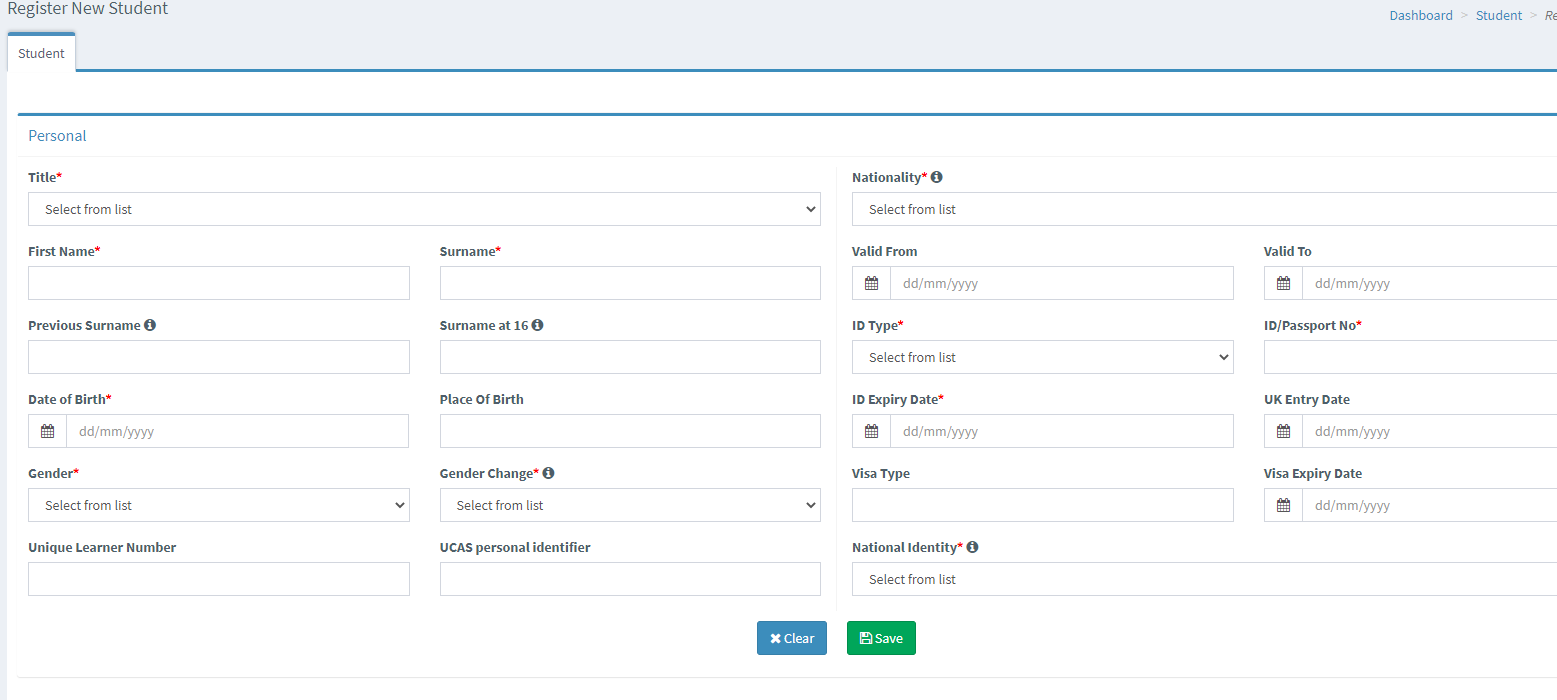 Register New Student
Dashboard > Student > Re
Student
Personal
Title*
Select from list
Nationality*
Select from list
First Name*
Surname*
Valid From
dd/mm/yyyy
Valid To
dd/mm/yyyy
Previous Surname
Surname at 16
ID Type*
Select from list
ID/Passport No*
Date of Birth*
dd/mm/yyyy
Place Of Birth
ID Expiry Date*
dd/mm/yyyy
UK Entry Date
dd/mm/yyyy
Gender*
Select from list
Gender Change*
Select from list
Visa Type
Visa Expiry Date
dd/mm/yyyy
Unique Learner Number
UCAS personal identifier
National Identity*
Select from list
Clear
Save